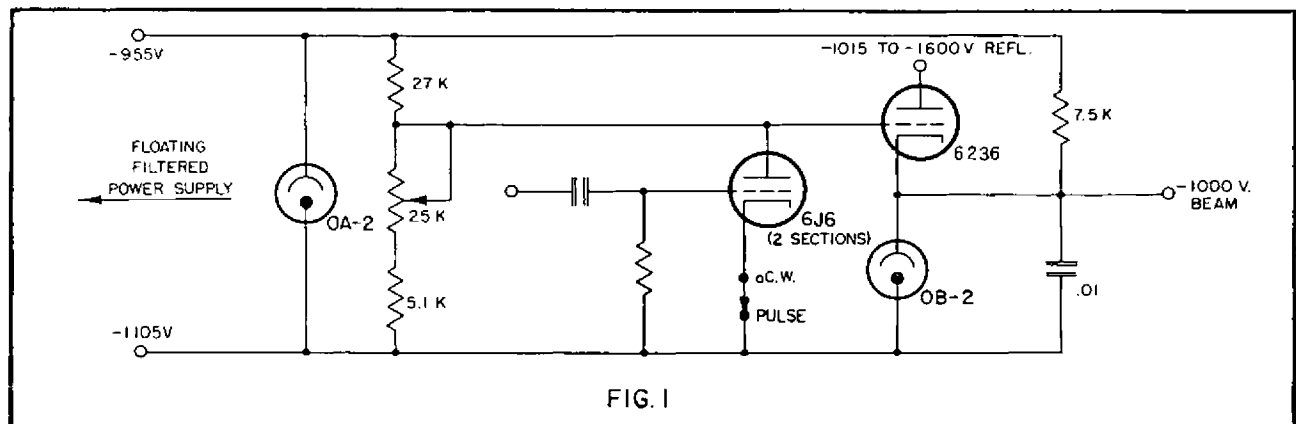 -955V
-1015 TO -1600V REFL.
27 K
7.5 K
6236
FLOATING
FILTERED
POWER SUPPLY
OA-2
25 K
6J6
(2 SECTIONS)
-1000 V.
BEAM
OB-2
C.W.
.01
5.1 K
PULSE
-1105V
FIG. 1